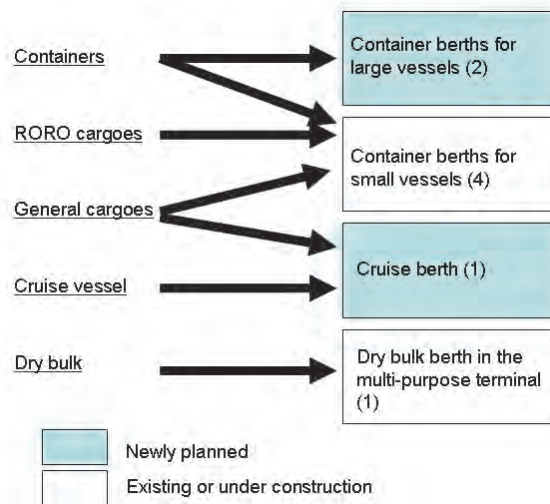 Containers
RORO cargoes
General cargoes
Cruise vessel
Dry bulk
Container berths for
large vessels (2)
Container berths for
small vessels (4)
Cruise berth (1)
Dry bulk berth in the
multi-purpose terminal
(1)
Newly planned
Existing or under construction